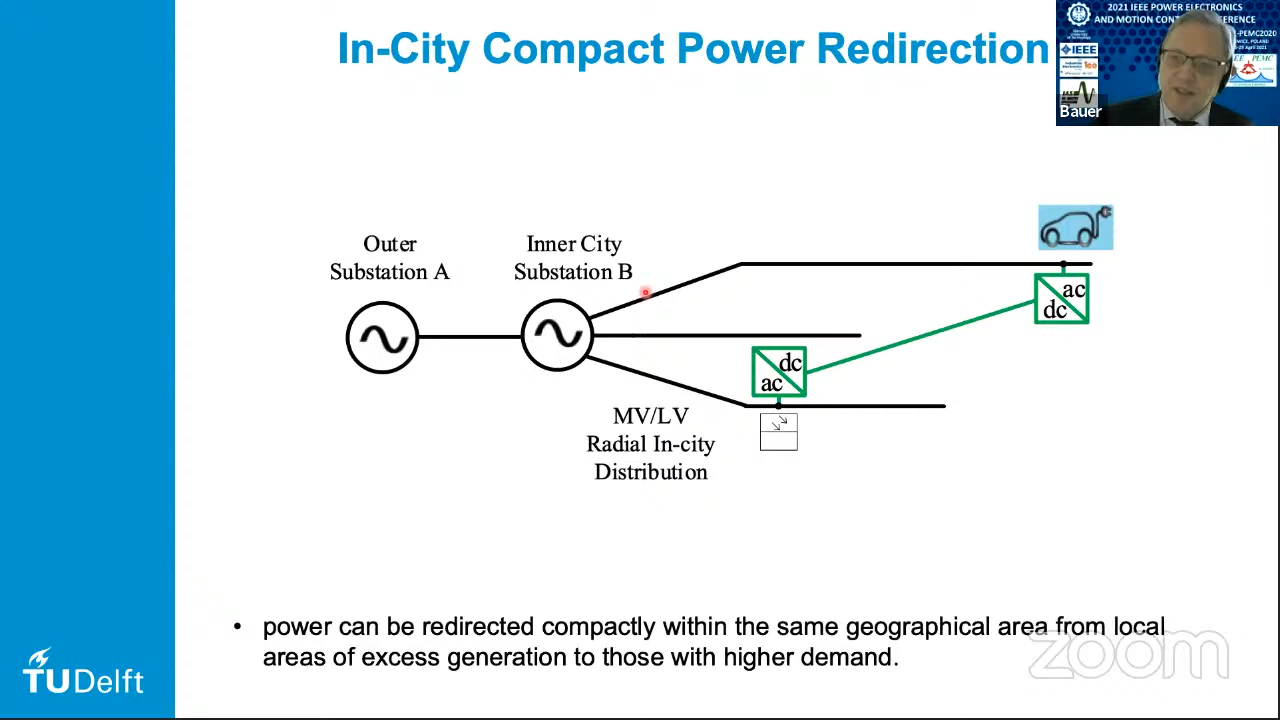 In-City Compact Power Redirection
2021 IEEE POWER ELECTRONICS
AND MOTION CONFERENCE
IEEE
PEMC
Bauer
Outer
Substation A
Inner City
Substation B
ac
dc
dc
ac
MV/LV
Radial In-city
Distribution
• power can be redirected compactly within the same geographical area from local
areas of excess generation to those with higher demand.
zoom
TUDelft